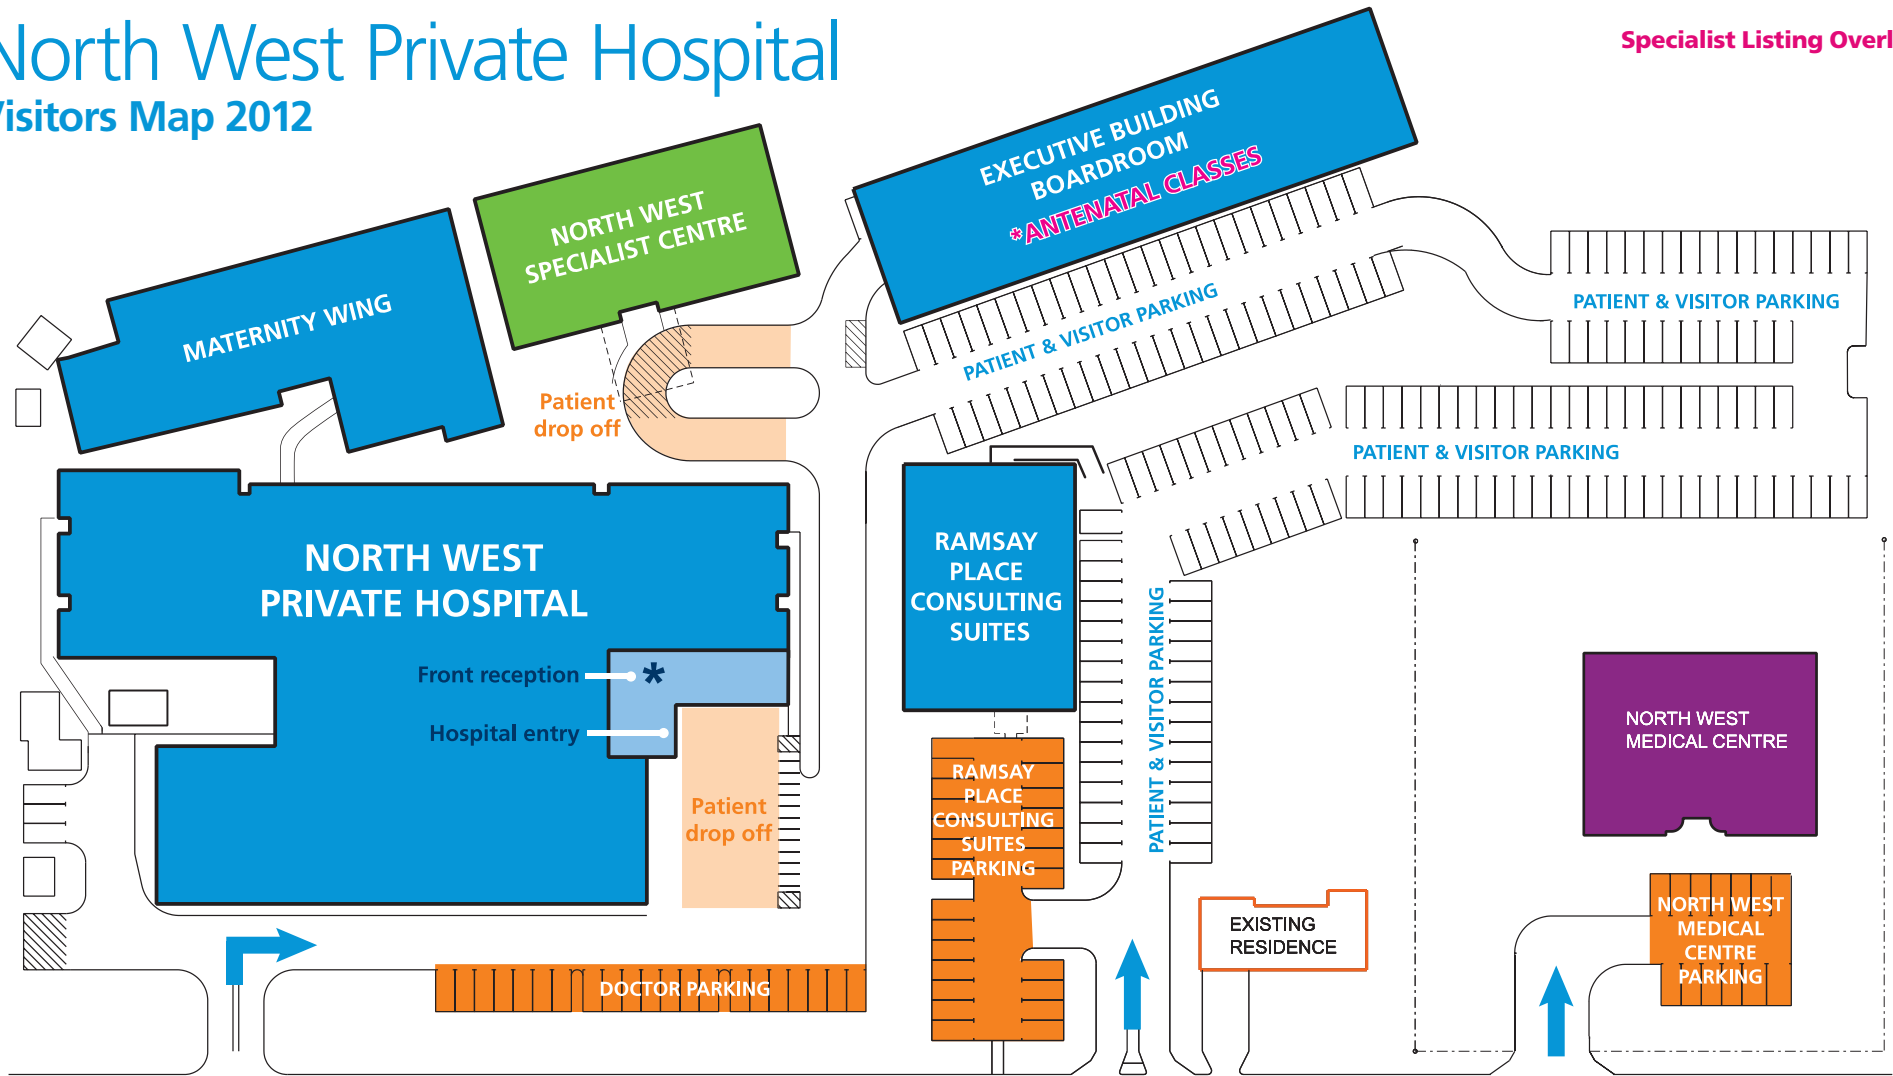 North West Private Hospital
Visitors Map 2012
Specialist Listing Overl
EXECUTIVE BUILDING
BOARDROOM
*ANTENATAL CLASSES
NORTH WEST
SPECIALIST CENTRE
MATERNITY WING
PATIENT & VISITOR PARKING
PATIENT & VISITOR PARKING
Patient
drop off
PATIENT & VISITOR PARKING
NORTH WEST
PRIVATE HOSPITAL
RAMSAY
PLACE
CONSULTING
SUITES
PATIENT & VISITOR PARKING
Front reception *
Hospital entry
NORTH WEST
MEDICAL CENTRE
Patient
drop off
RAMSAY
PLACE
CONSULTING
SUITES
PARKING
EXISTING
RESIDENCE
NORTH WEST
MEDICAL
CENTRE
PARKING
DOCTOR PARKING